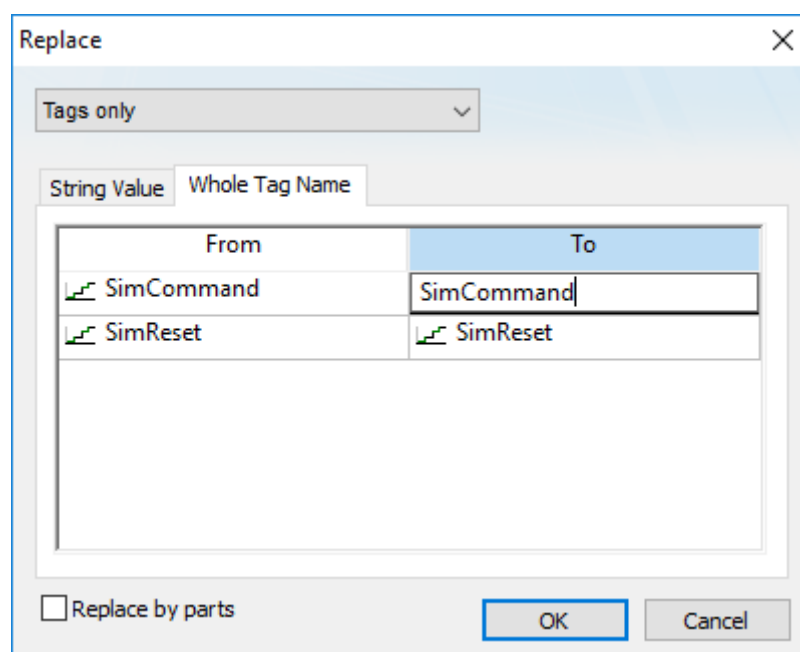 Replace
Tags only
String Value Whole Tag Name
From To
SimCommand SimCommand
SimReset SimReset
Replace by parts OK Cancel